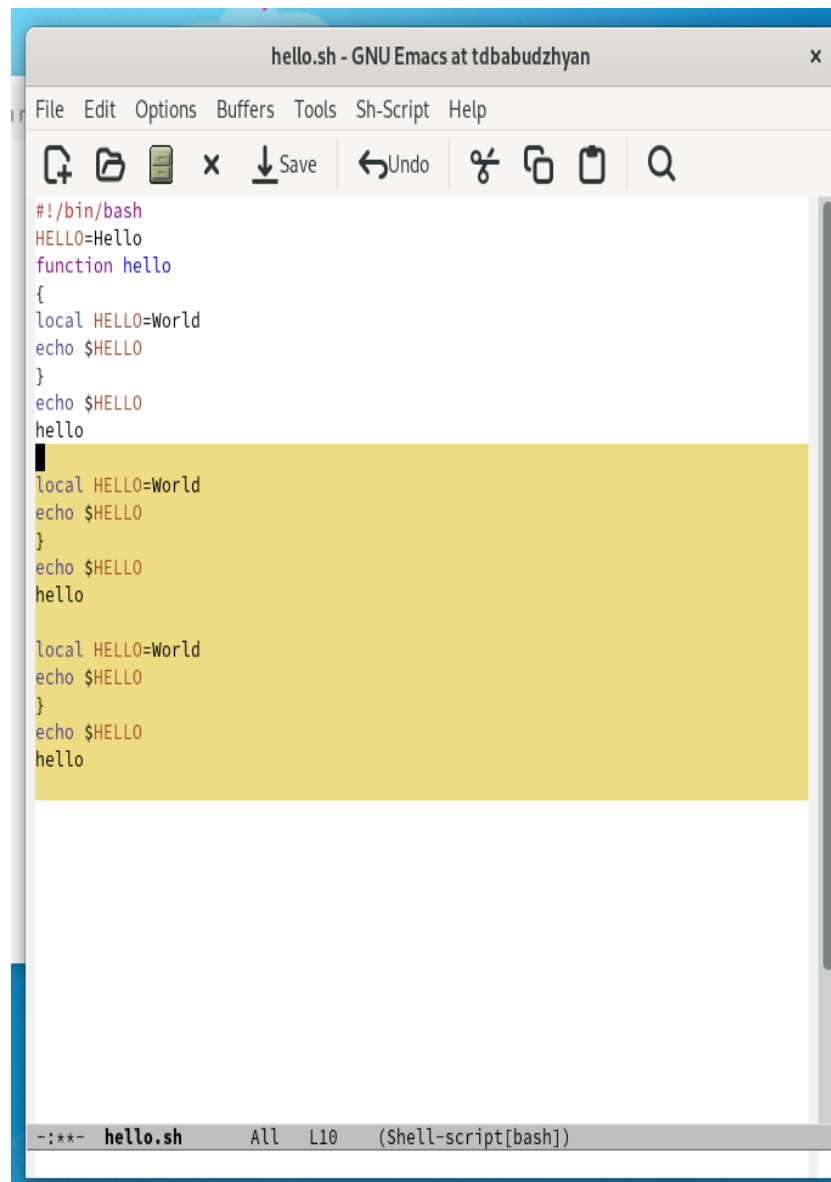 hello.sh - GNU Emacs at tdbabudzhyan ×
File Edit Options Buffers Tools Sh-Script Help
Save Undo
#!/bin/bash
HELLO=Hello
function hello
{
local HELLO=World
echo $HELLO
}
echo $HELLO
hello
local HELLO=World
echo $HELLO
}
echo $HELLO
hello
local HELLO=World
echo $HELLO
}
echo $HELLO
hello
-:**- hello.sh All L10 (Shell-script[bash])